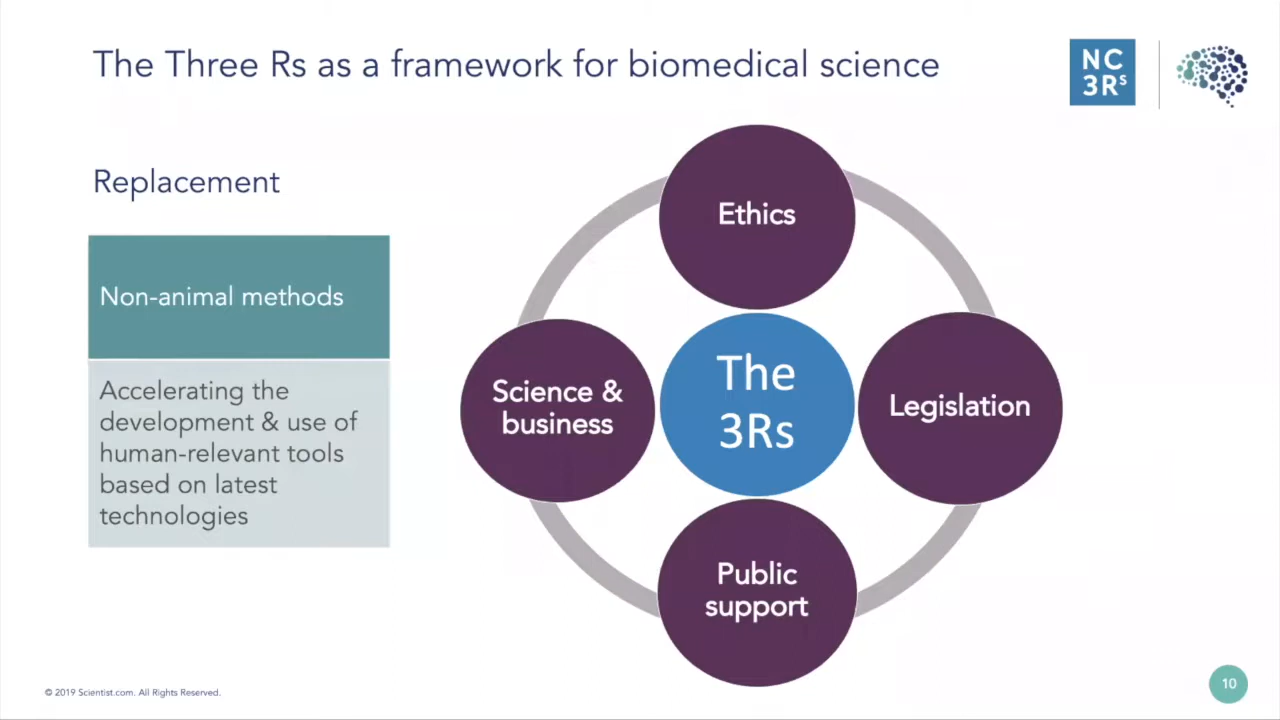 The Three Rs as a framework for biomedical science
NC
3Rs
Replacement
Non-animal methods
Accelerating the
development & use of
human-relevant tools
based on latest
technologies
Ethics
Science &
business
The
3Rs
Legislation
Public
support
© 2019 Scientist.com. All Rights Reserved.
10